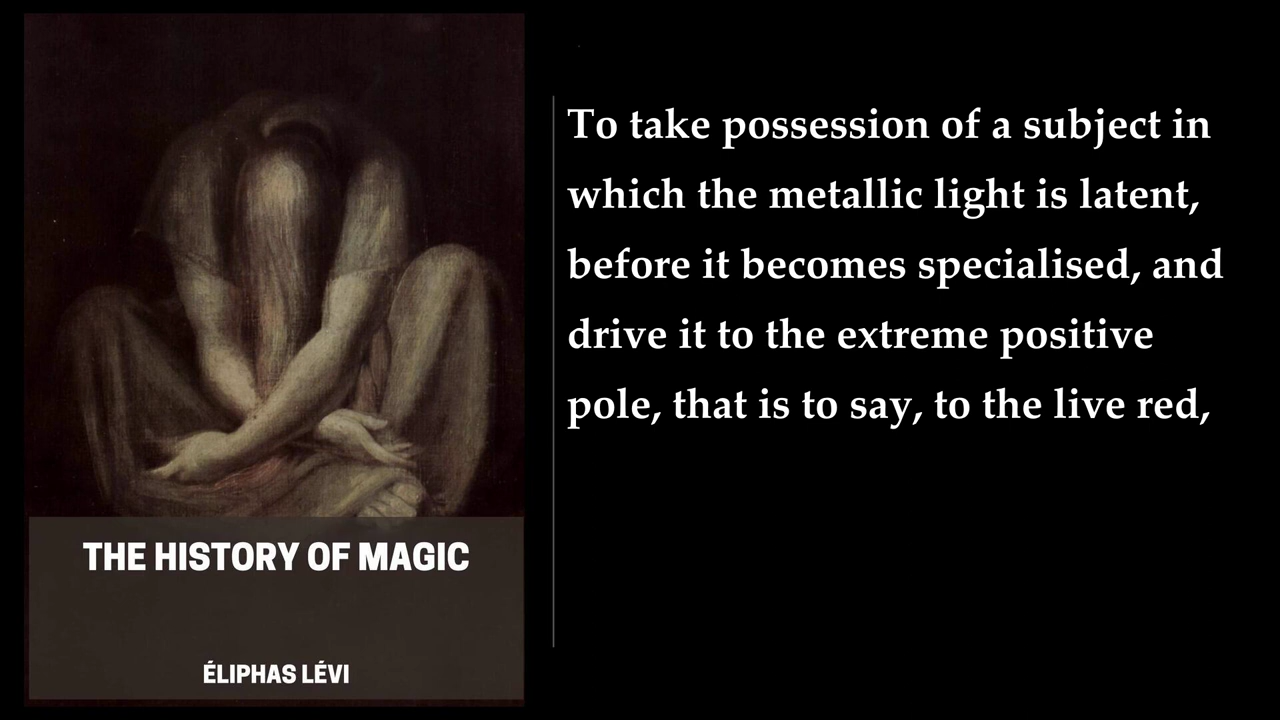 THE HISTORY OF MAGIC
ÉLIPHAS LÉVI
To take possession of a subject in
which the metallic light is latent,
before it becomes specialised, and
drive it to the extreme positive
pole, that is to say, to the live red,